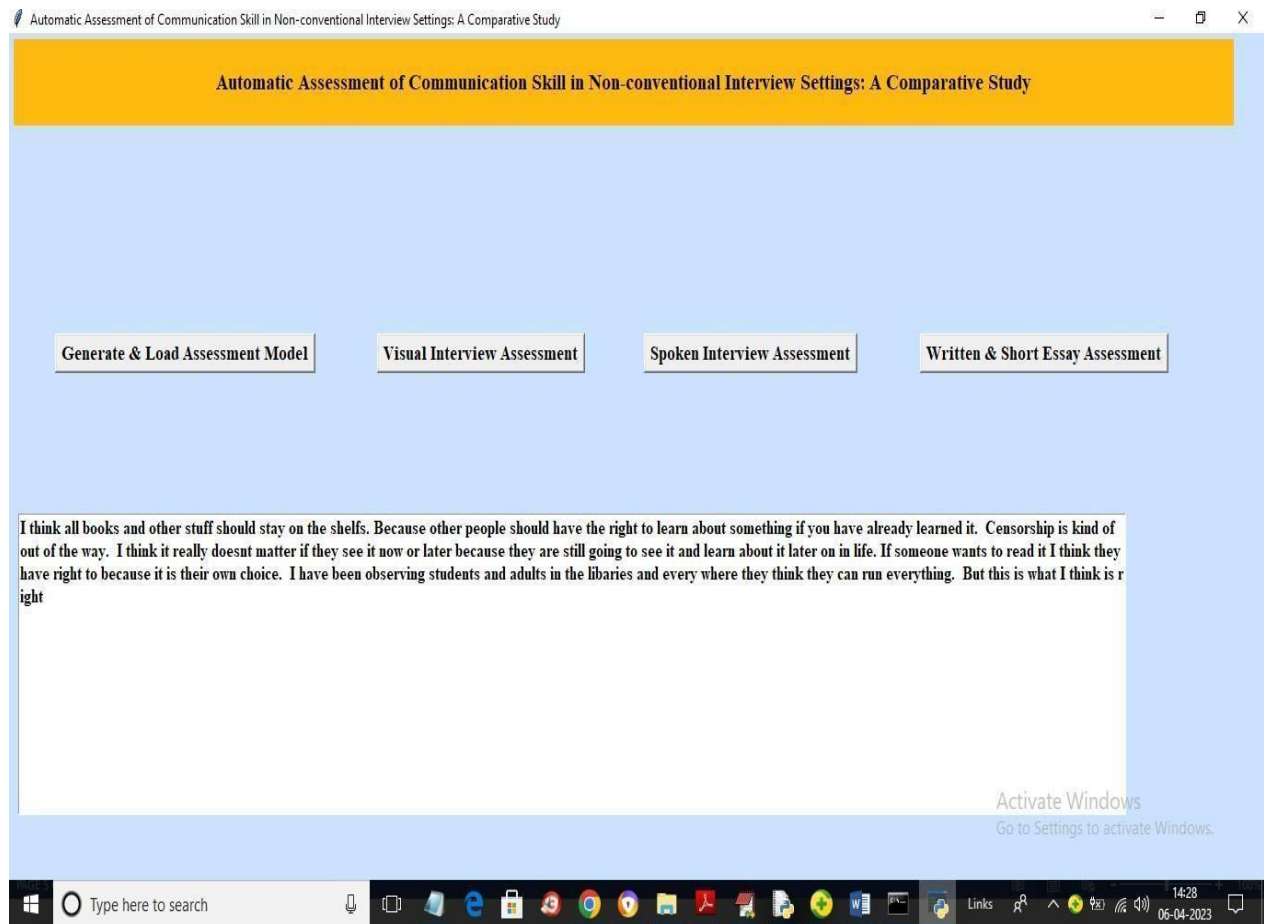 Automatic Assessment of Communication Skill in Non-conventional Interview Settings: A Comparative Study
Automatic Assessment of Communication Skill in Non-conventional Interview Settings: A Comparative Study
Generate & Load Assessment Model
Visual Interview Assessment
Spoken Interview Assessment
Written & Short Essay Assessment
I think all books and other stuff should stay on the shelfs. Because other people should have the right to learn about something if you have already learned it.  Censorship is kind of
out of the way.  I think it really doesnt matter if they see it now or later because they are still going to see it and learn about it later on in life. If someone wants to read it I think they
have right to because it is their own choice.  I have been observing students and adults in the libaries and every where they think they can run everything.  But this is what I think is r
ight
Activate Windows
Go to Settings to activate Windows.
Type here to search
Links
14:28
06-04-2023